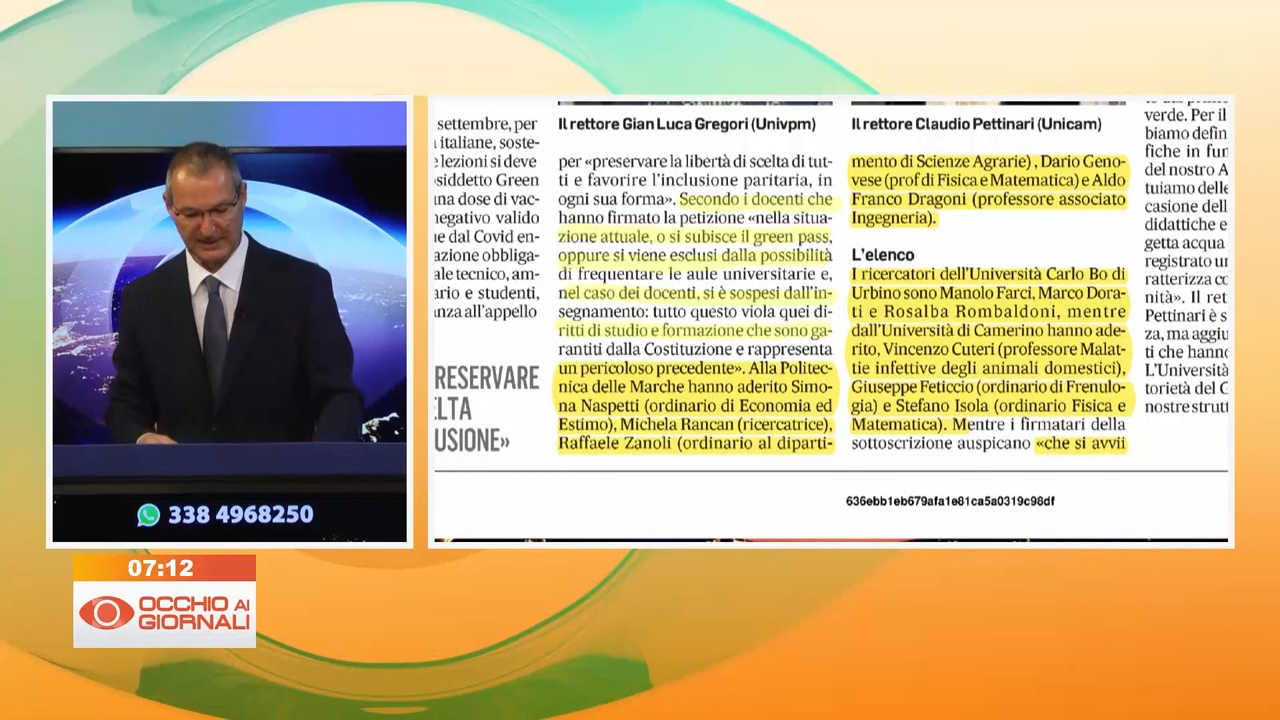 settembre, per
italiane, soste-
lezioni si deve
siddetto Green
na dose di vac-
negativo valido
ne dal Covid en-
azione obbliga-
ale tecnico, am-
ario e studenti,
anza all'appello
RESERVARE
LTA
USIONE»
Il rettore Gian Luca Gregori (Univpm)
per «preservare la libertà di scelta di tut-
ti e favorire l'inclusione paritaria, in
ogni sua forma». Secondo i docenti che
hanno firmato la petizione «nella situa-
zione attuale, o si subisce il green pass,
oppure si viene esclusi dalla possibilità
di frequentare le aule universitarie e,
nel caso dei docenti, si è sospesi dall'in-
segnamento: tutto questo viola quei di-
ritti di studio e formazione che sono ga-
rantiti dalla Costituzione e rappresenta
un pericoloso precedente». Alla Politec-
nica delle Marche hanno aderito Simo-
na Naspetti (ordinario di Economia ed
Estimo), Michela Rancan (ricercatrice),
Raffaele Zanoli (ordinario al diparti-
Il rettore Claudio Pettinari (Unicam)
mento di Scienze Agrarie) , Dario Geno-
vese (prof di Fisica e Matematica) e Aldo
Franco Dragoni (professore associato
Ingegneria).
L'elenco
I ricercatori dell'Università Carlo Bo di
Urbino sono Manolo Farci, Marco Dora-
ti e Rosalba Rombaldoni, mentre
dall'Università di Camerino hanno ade-
rito, Vincenzo Cuteri (professore Malat-
tie infettive degli animali domestici),
Giuseppe Feticcio (ordinario di Frenulo-
gia) e Stefano Isola (ordinario Fisica e
Matematica). Mentre i firmatari della
sottoscrizione auspicano «che si avvii
verde. Per il
biamo defin
fiche in fun
del nostro A
tuiamo delle
casione dell
didattiche e
getta acqua
registrato un
ratterizza co
nità». Il ret
Pettinari è s
za, ma aggiu
ti che hann
L'Universit
torietà del C
nostre strutt
636ebb1eb679afa1e81ca5a0319c98df
338 4968250
07:12
OCCHIO AI
GIORNALI